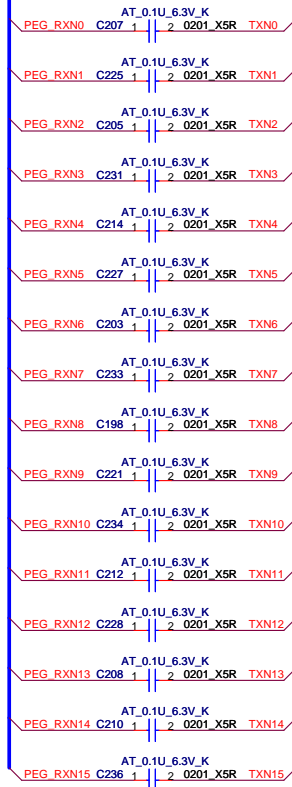 AT_0.1U_6.3V_K
PEG_RXN0 C207 1 2 0201_X5R TXN0
AT_0.1U_6.3V_K
PEG_RXN1 C225 1 2 0201_X5R TXN1
AT_0.1U_6.3V_K
PEG_RXN2 C205 1 2 0201_X5R TXN2
AT_0.1U_6.3V_K
PEG_RXN3 C231 1 2 0201_X5R TXN3
AT_0.1U_6.3V_K
PEG_RXN4 C214 1 2 0201_X5R TXN4
AT_0.1U_6.3V_K
PEG_RXN5 C227 1 2 0201_X5R TXN5
AT_0.1U_6.3V_K
PEG_RXN6 C203 1 2 0201_X5R TXN6
AT_0.1U_6.3V_K
PEG_RXN7 C233 1 2 0201_X5R TXN7
AT_0.1U_6.3V_K
PEG_RXN8 C198 1 2 0201_X5R TXN8
AT_0.1U_6.3V_K
PEG_RXN9 C221 1 2 0201_X5R TXN9
AT_0.1U_6.3V_K
PEG_RXN10 C234 1 2 0201_X5R TXN10
AT_0.1U_6.3V_K
PEG_RXN11 C212 1 2 0201_X5R TXN11
AT_0.1U_6.3V_K
PEG_RXN12 C228 1 2 0201_X5R TXN12
AT_0.1U_6.3V_K
PEG_RXN13 C208 1 2 0201_X5R TXN13
AT_0.1U_6.3V_K
PEG_RXN14 C210 1 2 0201_X5R TXN14
AT_0.1U_6.3V_K
PEG_RXN15 C236 1 2 0201_X5R TXN15